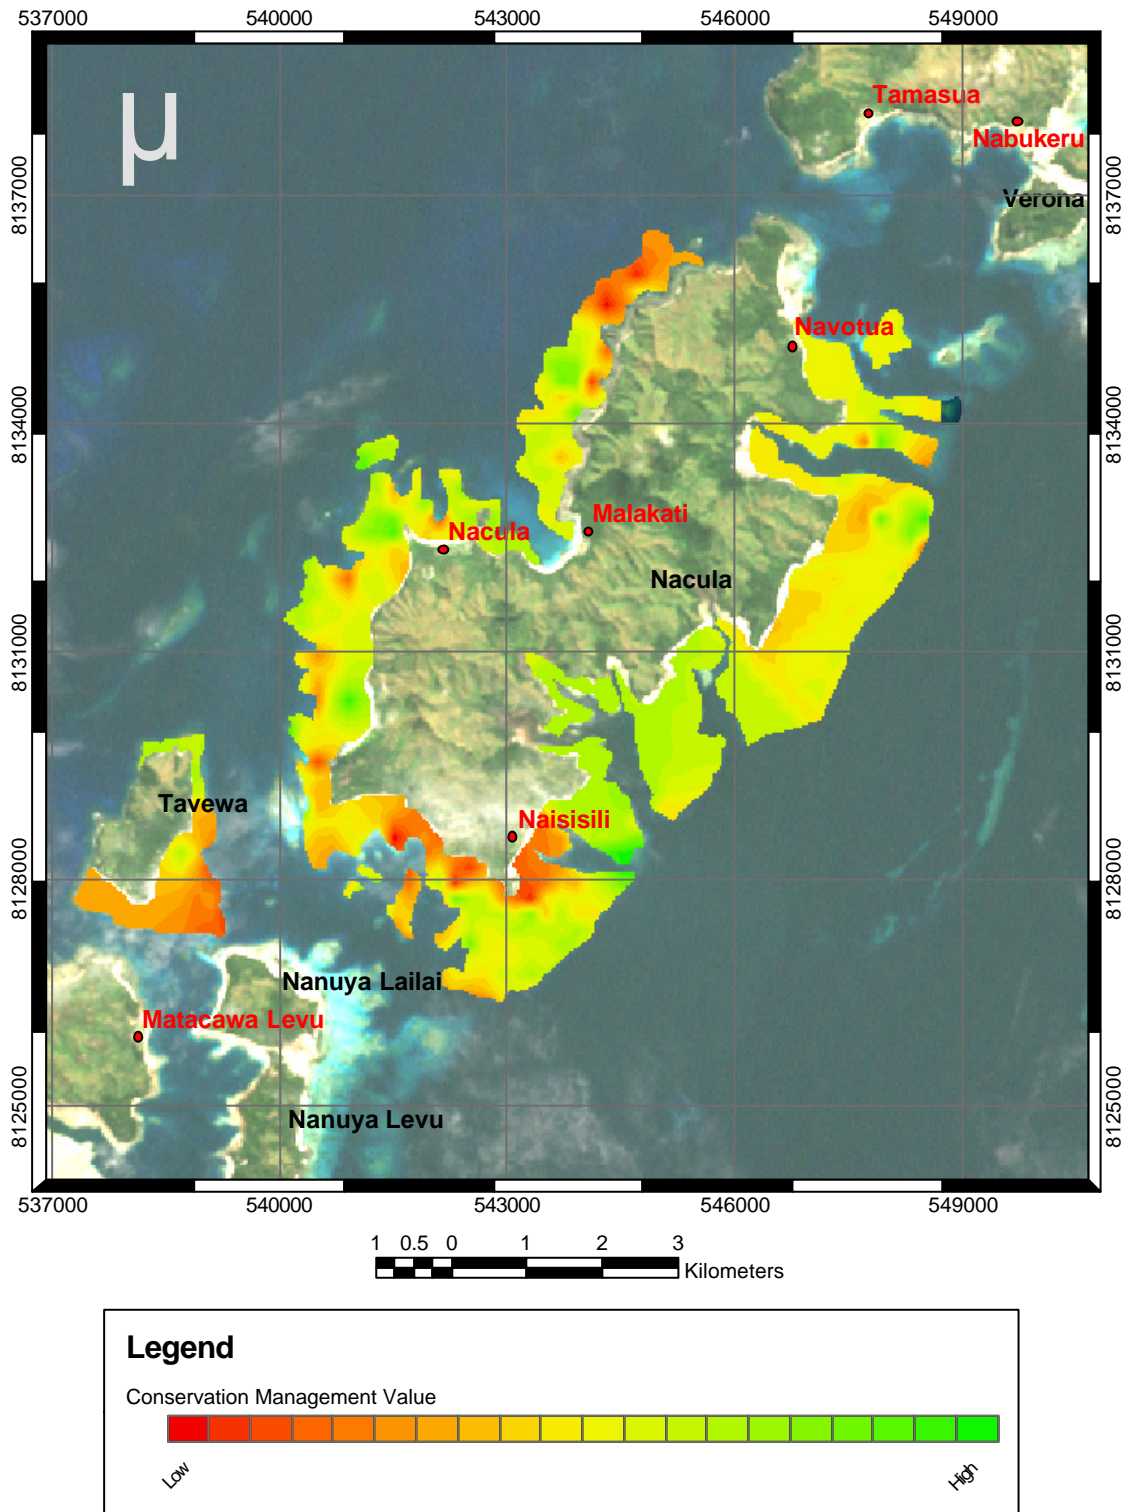 537000 540000 543000 546000 549000
µ
Tamasua
Nabukeru
8137000 8137000
Verona
Navotua
8134000 8134000
Malakati
Nacula
Nacula
8131000 8131000
Tavewa
Naisisili
8128000 8128000
Nanuya Lailai
Matacawa Levu
8125000 8125000
Nanuya Levu
537000 540000 543000 546000 549000
1 0.5 0 1 2 3
Kilometers
Legend
Conservation Management Value
Low High